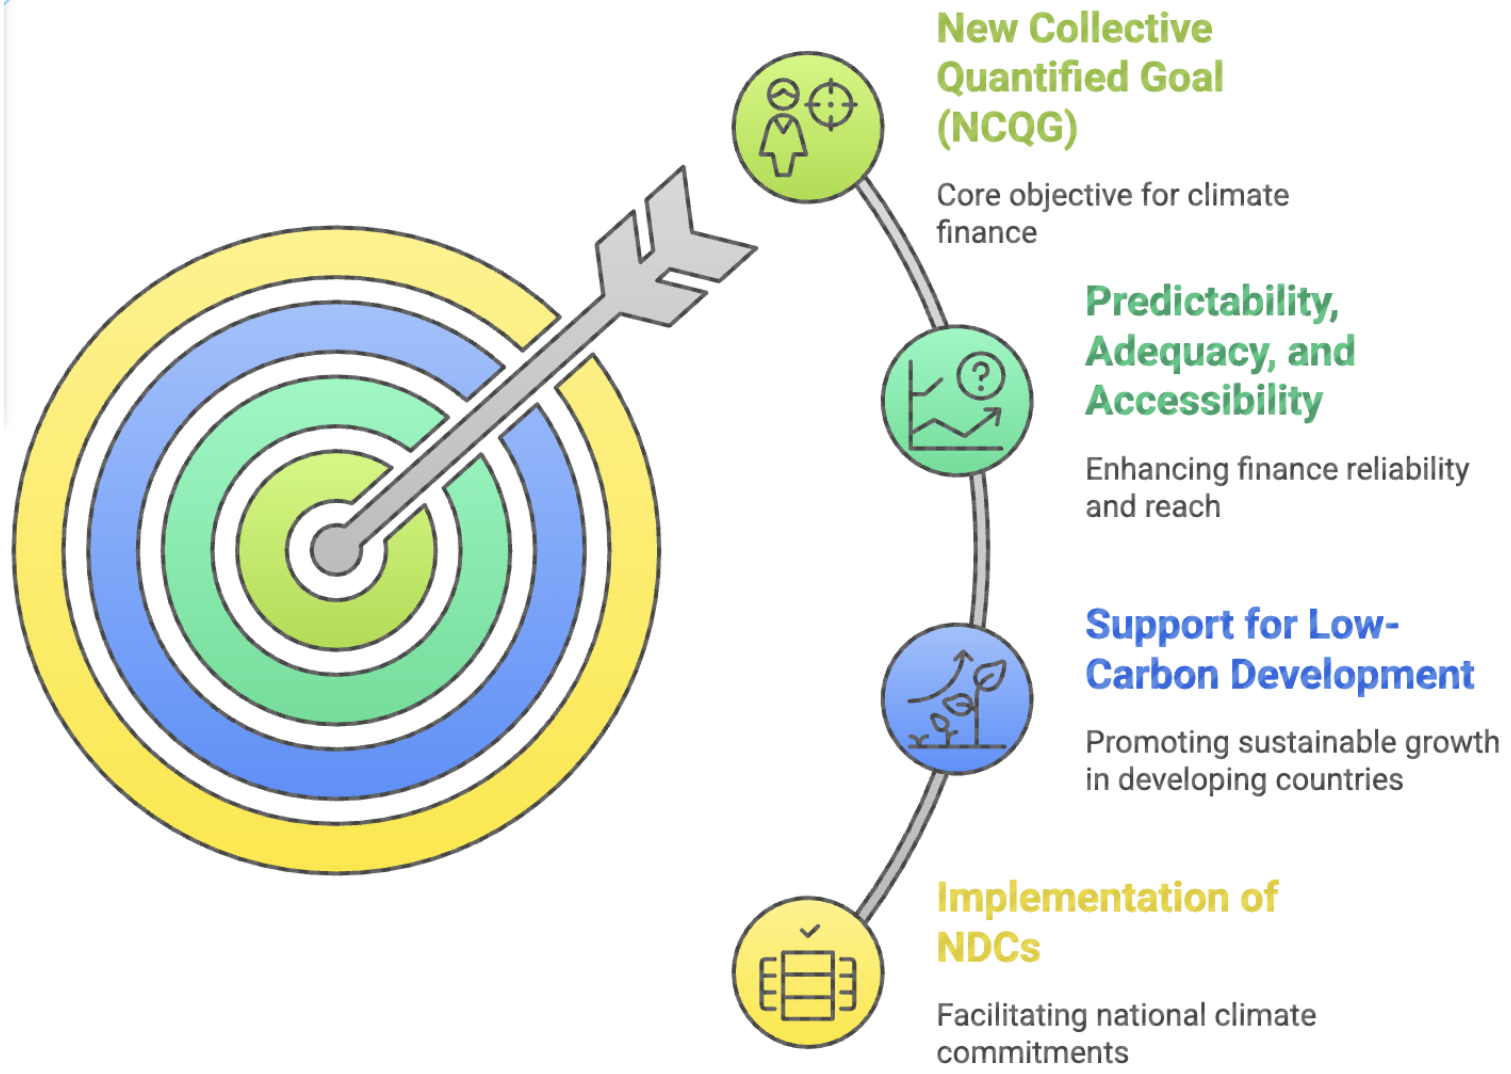 New Collective
Quantified Goal
(NCQG)
Core objective for climate
finance
Predictability,
Adequacy, and
Accessibility
?
Enhancing finance reliability
and reach
Support for Low-
Carbon Development
Promoting sustainable growth
in developing countries
Implementation of
NDCs
Facilitating national climate
commitments